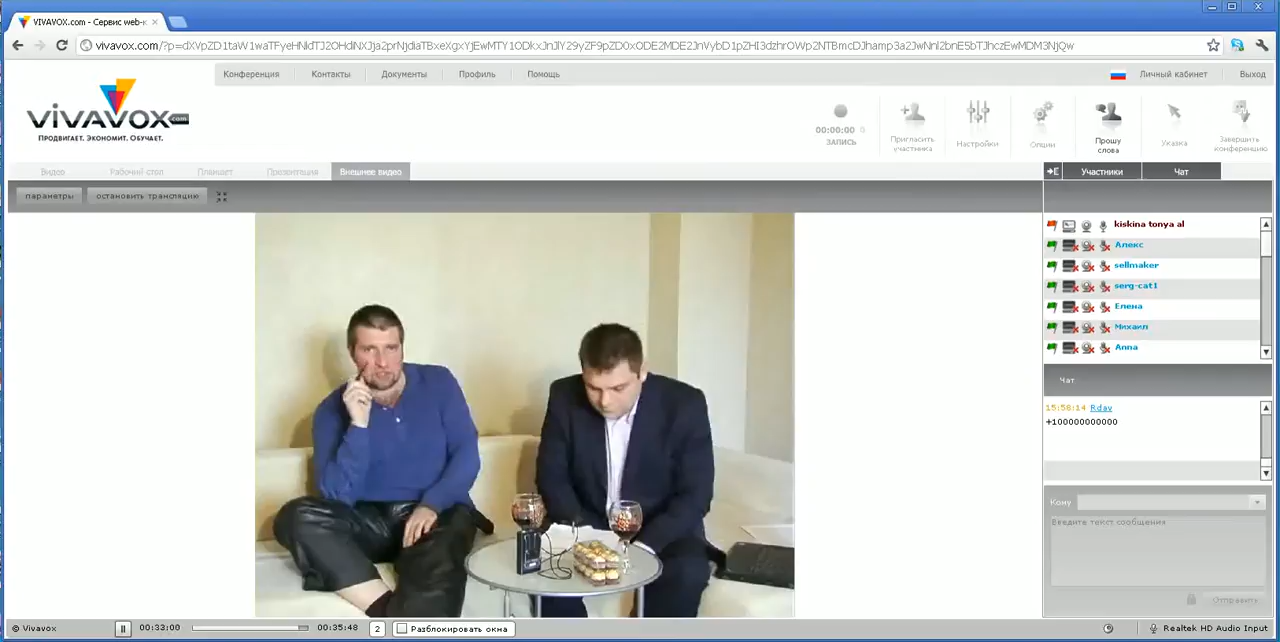 VIVAVOX.com - Сервис web-к
vivavox.com
Конференция
Контакты
Документы
Профиль
Помощь
Личный кабинет
Выход
VIVAVOX.com
ПРОДВИГАЕТ. ЭКОНОМИТ. ОБУЧАЕТ.
00:00:00
ЗАПИСЬ
Пригласить
участника
Настройки
Опции
Прошу
слова
Указка
Завершить
конференцию
Видео
Рабочий стол
Планшет
Презентация
Внешнее видео
Участники
Чат
параметры
остановить трансляцию
kiskina tonya al
Алекс
sellmaker
serg-cat1
Елена
Михаил
Anna
Чат
15:56:14 Rdav
+100000000000
Кому
Введите текст сообщения
Отправить
© Vivavox
00:33:00
00:35:48
2
Разблокировать окна
Realtek HD Audio Input